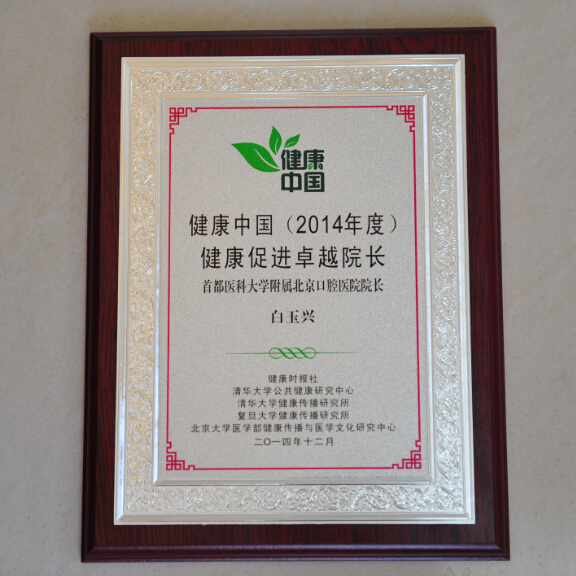 健康
中国
健康中国（2014年度）
健康促进卓越院长
首都医科大学附属北京口腔医院院长
白玉兴
健康时报社
清华大学公共健康研究中心
清华大学健康传播研究所
复旦大学健康传播研究所
北京大学医学部健康传播与医学文化研究中心
二〇一四年十二月